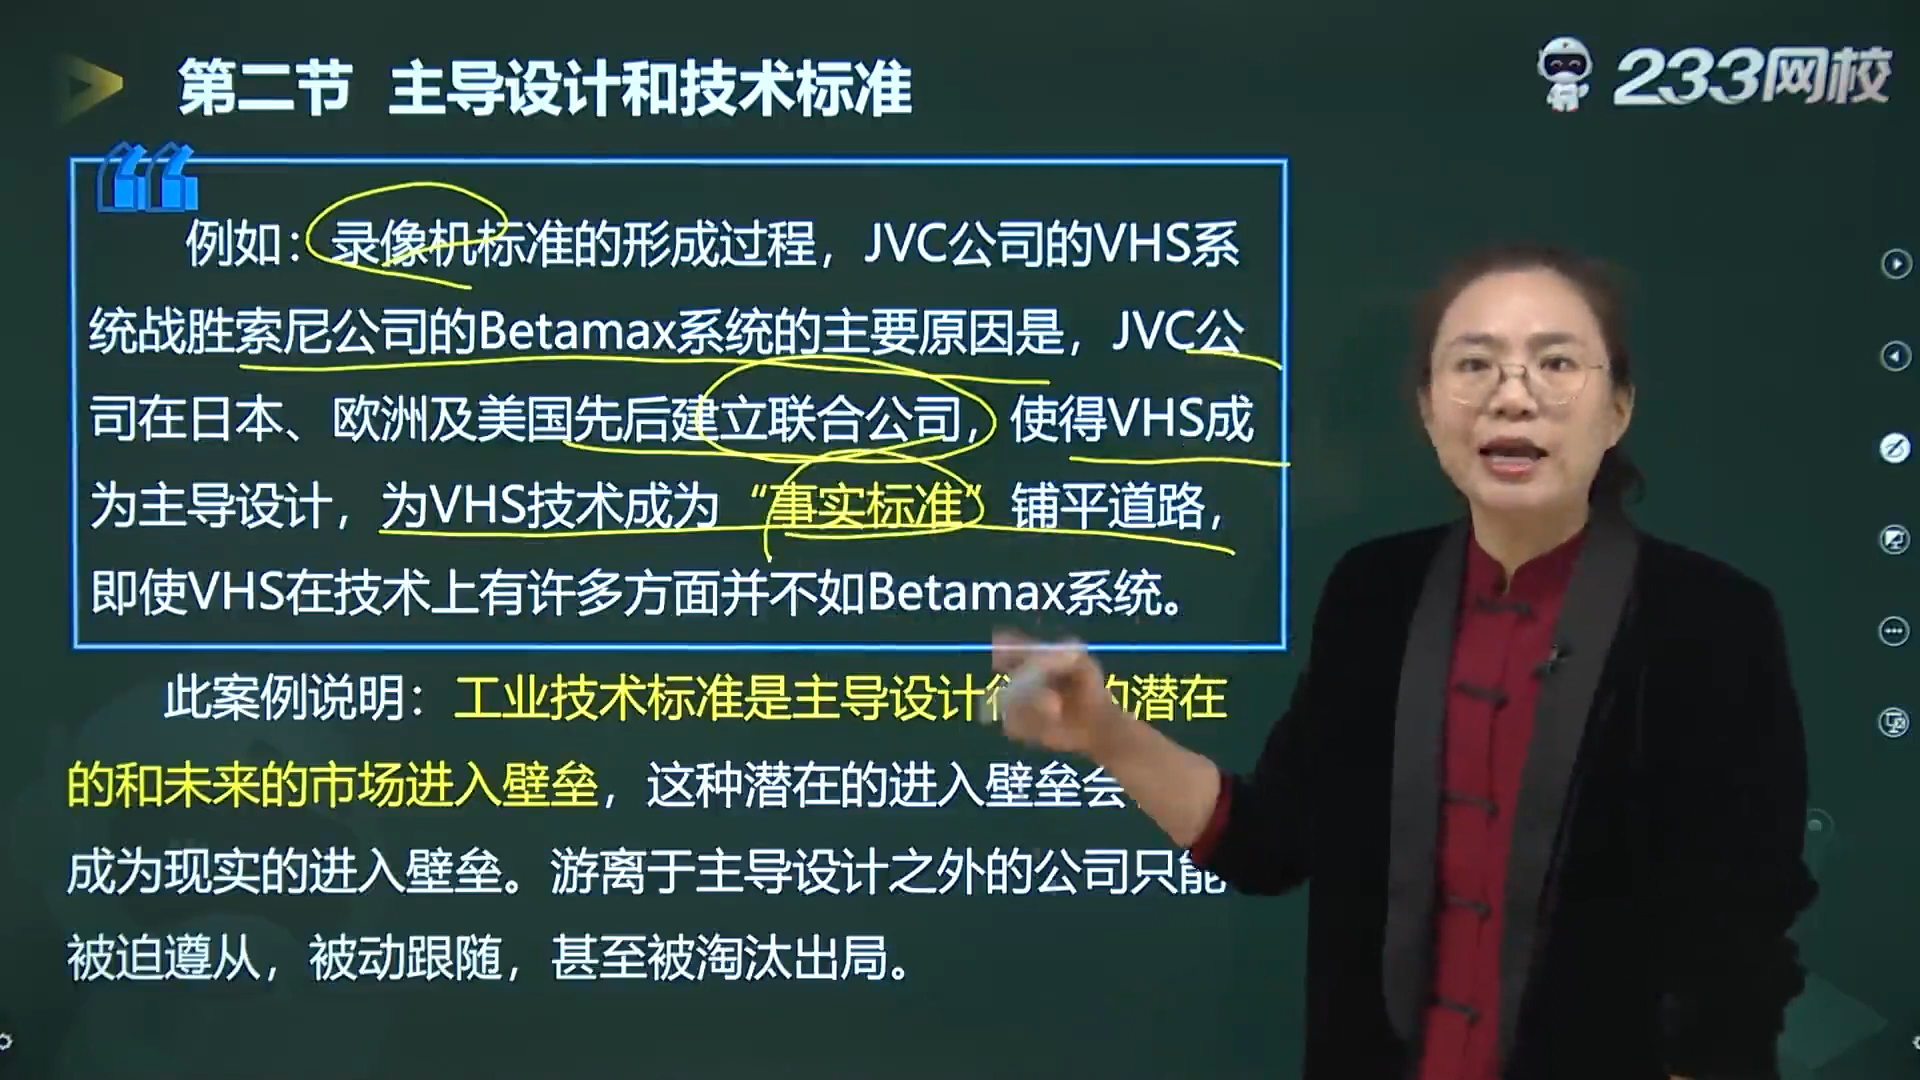 第二节 主导设计和技术标准
233网校
例如：录像机标准的形成过程，JVC公司的VHS系
统战胜索尼公司的Betamax系统的主要原因是，JVC公
司在日本、欧洲及美国先后建立联合公司，使得VHS成
为主导设计，为VHS技术成为“事实标准”铺平道路，
即使VHS在技术上有许多方面并不如Betamax系统。
此案例说明：工业技术标准是主导设计 的潜在
的和未来的市场进入壁垒，这种潜在的进入壁垒会
成为现实的进入壁垒。游离于主导设计之外的公司只能
被迫遵从，被动跟随，甚至被淘汰出局。